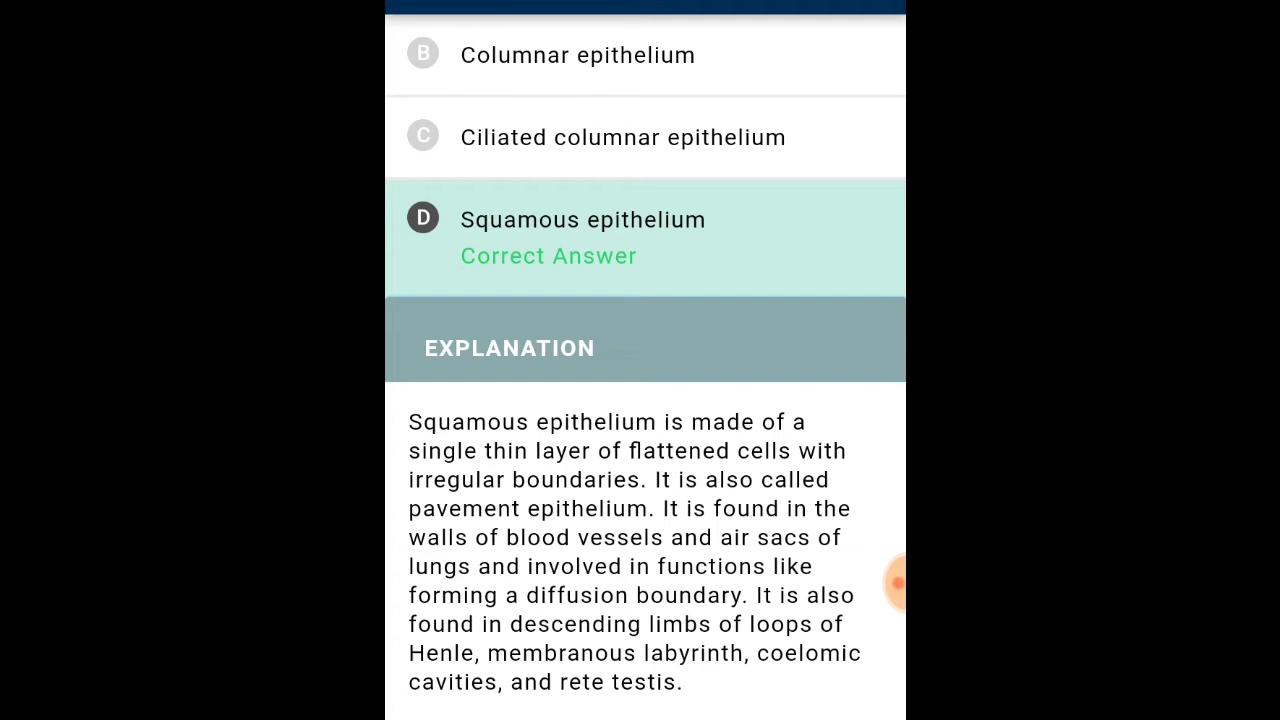 B Columnar epithelium
C Ciliated columnar epithelium
D Squamous epithelium
Correct Answer
EXPLANATION
Squamous epithelium is made of a
single thin layer of flattened cells with
irregular boundaries. It is also called
pavement epithelium. It is found in the
walls of blood vessels and air sacs of
lungs and involved in functions like
forming a diffusion boundary. It is also
found in descending limbs of loops of
Henle, membranous labyrinth, coelomic
cavities, and rete testis.